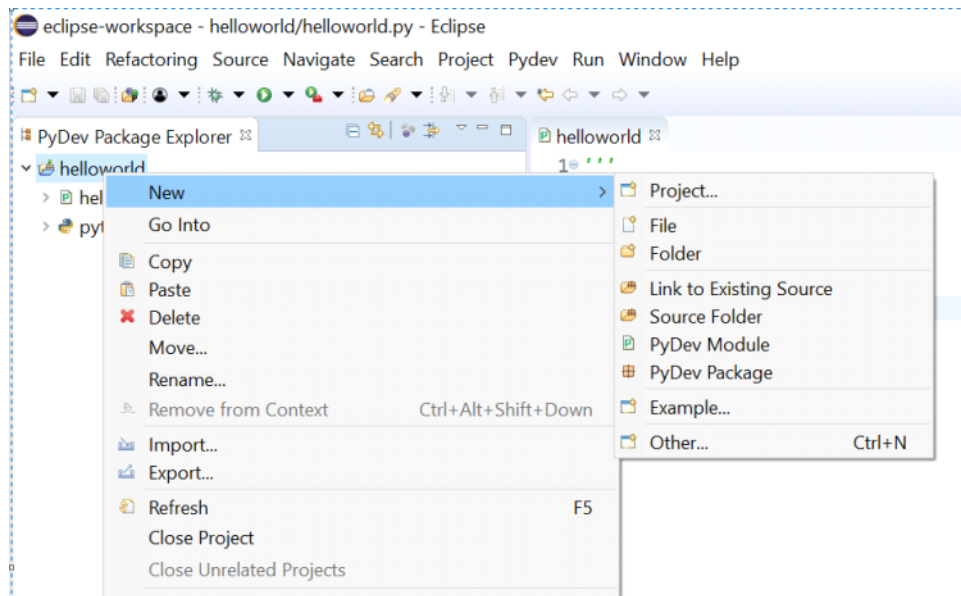 eclipse-workspace - helloworld/helloworld.py - Eclipse
File Edit Refactoring Source Navigate Search Project Pydev Run Window Help
PyDev Package Explorer
helloworld
helloworld
1 '''
hel
pyt
New
Go Into
Copy
Paste
Delete
Move...
Rename...
Remove from Context Ctrl+Alt+Shift+Down
Import...
Export...
Refresh F5
Close Project
Close Unrelated Projects
Project...
File
Folder
Link to Existing Source
Source Folder
PyDev Module
PyDev Package
Example...
Other... Ctrl+N